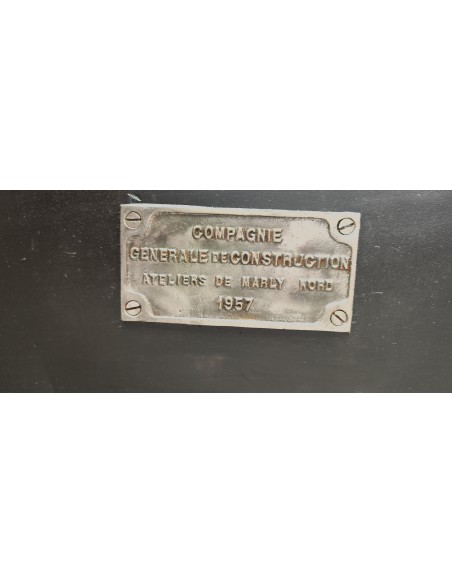 COMPAGNIE
GENERALE DE CONSTRUCTION
ATELIERS DE MARLY NORD
1957